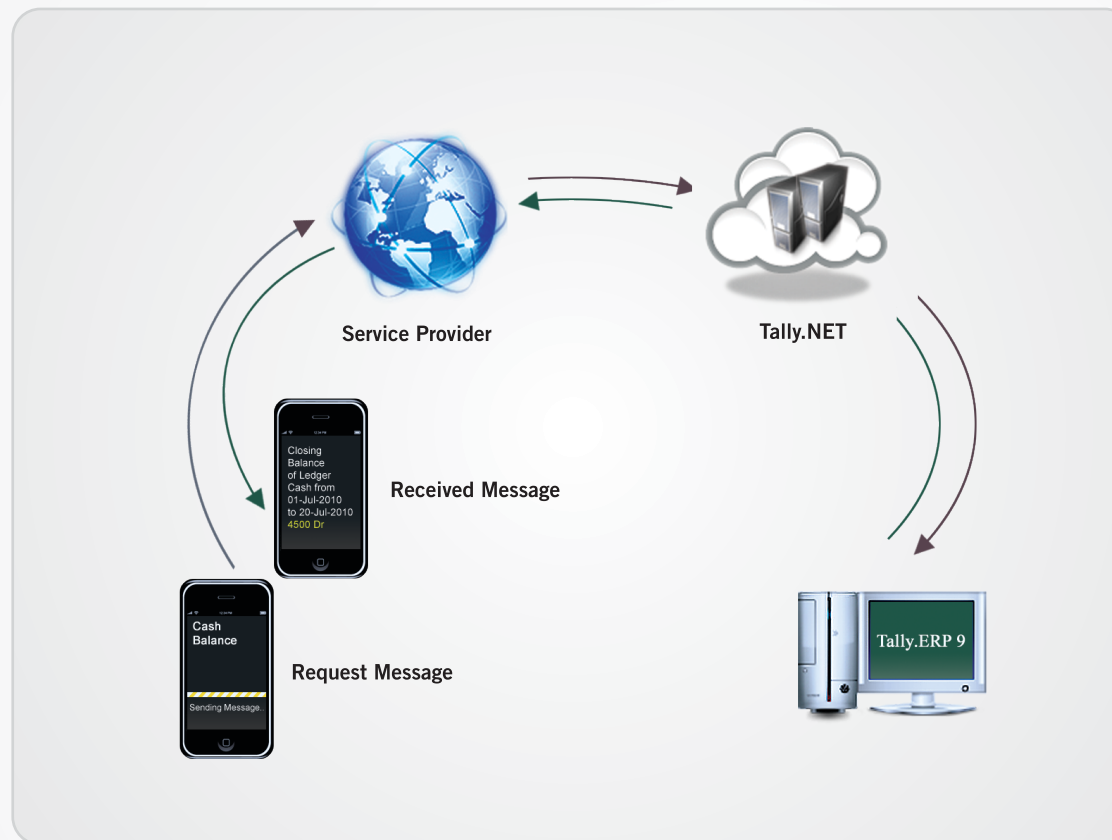 Service Provider
Tally.NET
Closing
Balance
of Ledger
Cash from
01-Jul-2010
to 20-Jul-2010
4500 Dr
Received Message
Cash
Balance
Sending Message..
Request Message
Tally.ERP 9